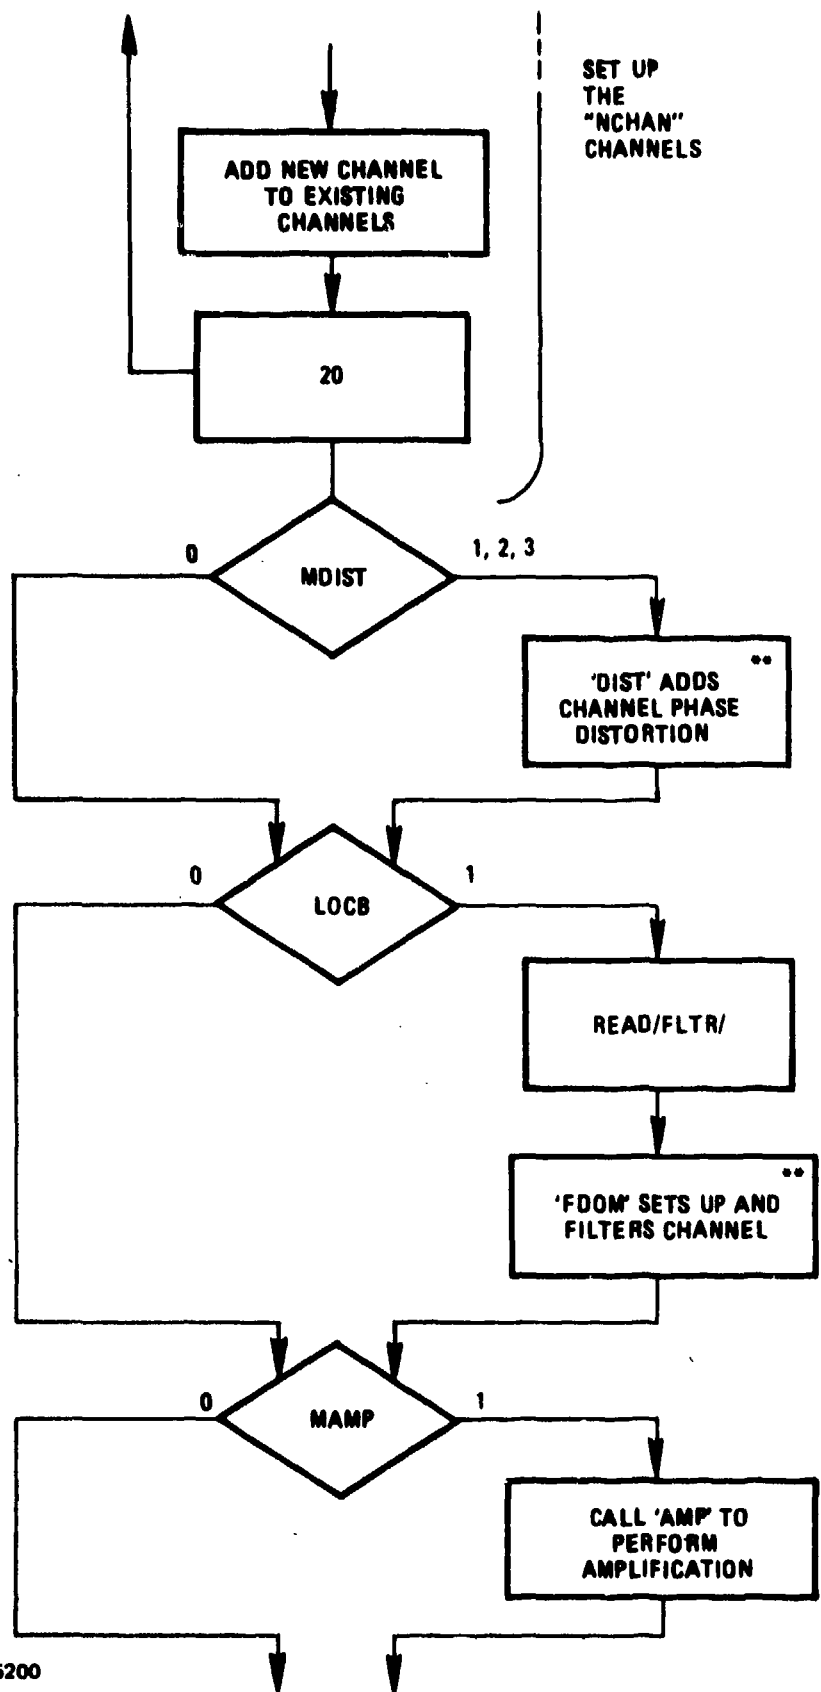 SET UP
THE
"NCHAN"
CHANNELS
ADD NEW CHANNEL
TO EXISTING
CHANNELS
20
0
MDIST
1, 2, 3
**
'DIST' ADDS
CHANNEL PHASE
DISTORTION
0
LOCB
1
READ/FLTR/
**
'FDOM' SETS UP AND
FILTERS CHANNEL
0
MAMP
1
CALL 'AMP' TO
PERFORM
AMPLIFICATION
5200